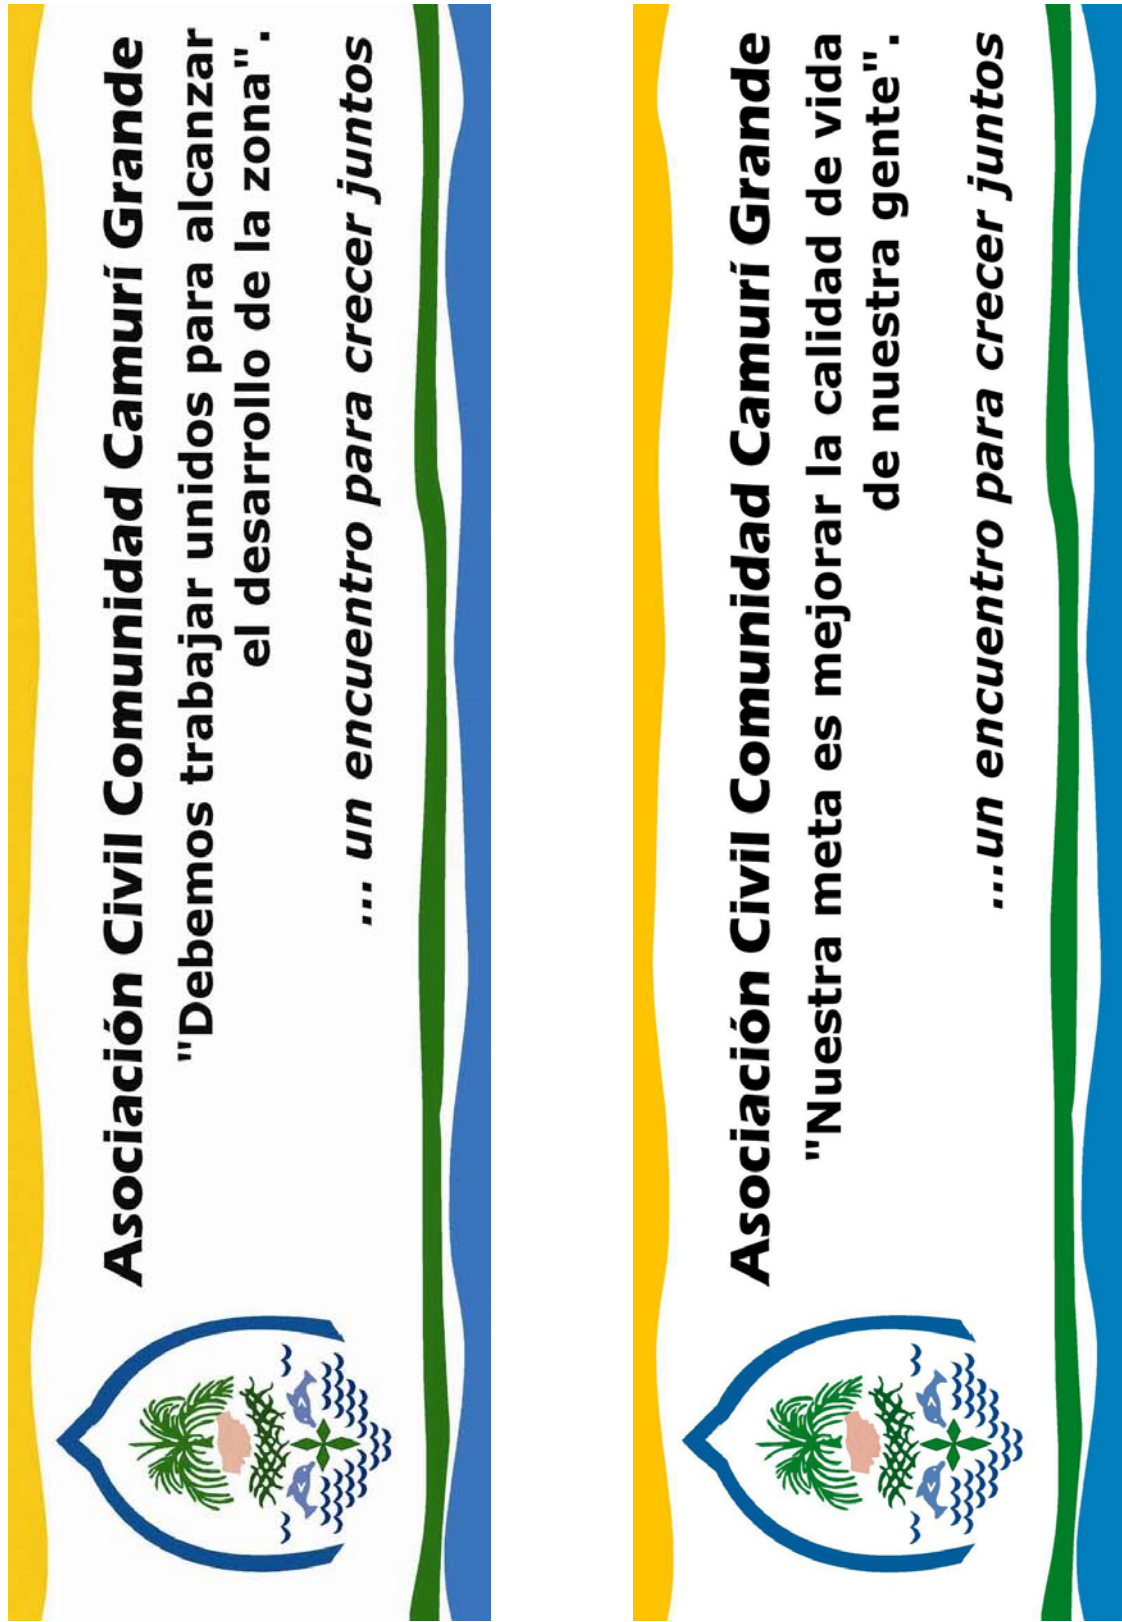 Asociación Civil Comunidad Camurí Grande
"Debemos trabajar unidos para alcanzar
el desarrollo de la zona".
... un encuentro para crecer juntos
Asociación Civil Comunidad Camurí Grande
"Nuestra meta es mejorar la calidad de vida
de nuestra gente".
...un encuentro para crecer juntos